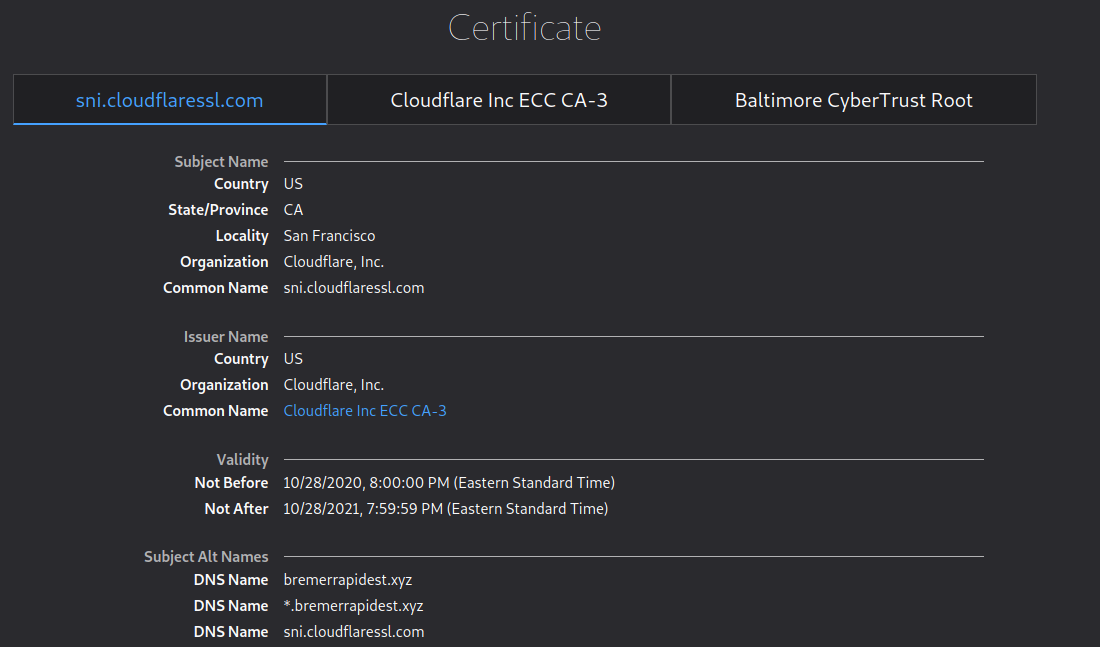 Certificate
sni.cloudflaressl.com Cloudflare Inc ECC CA-3 Baltimore CyberTrust Root
Subject Name
Country US
State/Province CA
Locality San Francisco
Organization Cloudflare, Inc.
Common Name sni.cloudflaressl.com
Issuer Name
Country US
Organization Cloudflare, Inc.
Common Name Cloudflare Inc ECC CA-3
Validity
Not Before 10/28/2020, 8:00:00 PM (Eastern Standard Time)
Not After 10/28/2021, 7:59:59 PM (Eastern Standard Time)
Subject Alt Names
DNS Name bremerrapidest.xyz
DNS Name *.bremerrapidest.xyz
DNS Name sni.cloudflaressl.com